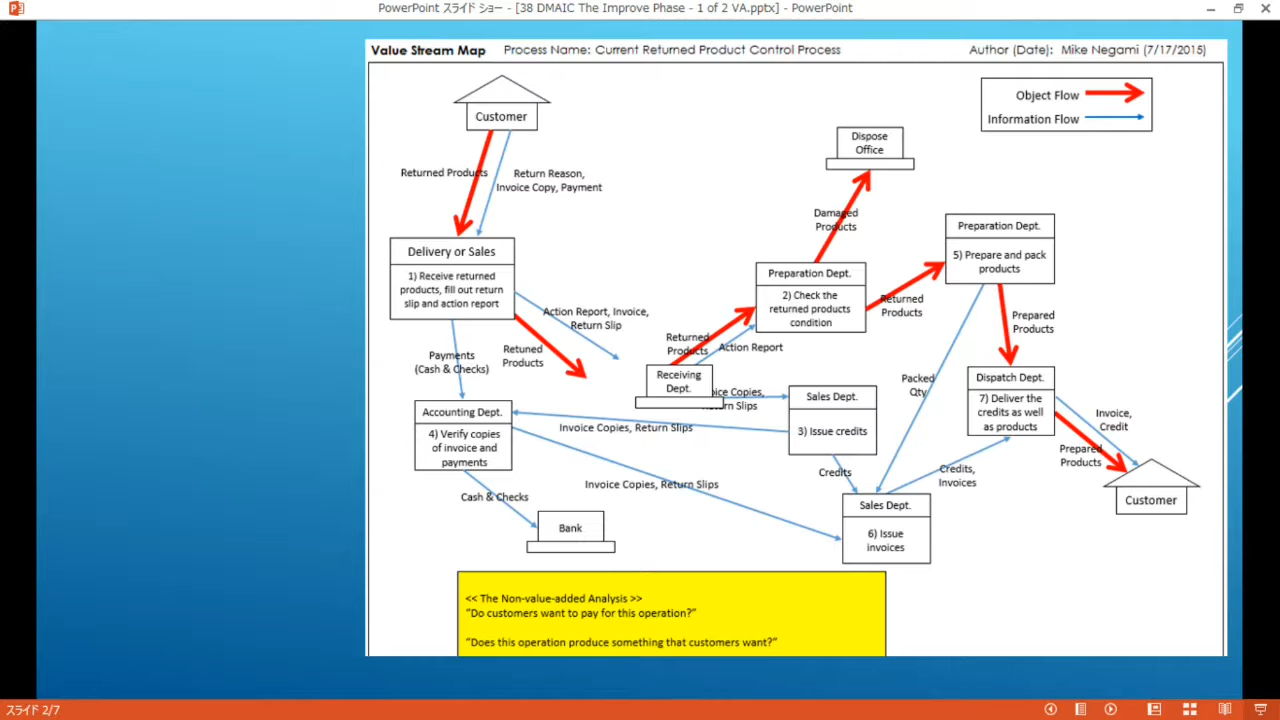 PowerPoint スライド ショー - [38 DMAIC The Improve Phase - 1 of 2 VA.pptx] - PowerPoint
Value Stream Map Process Name: Current Returned Product Control Process Author (Date): Mike Negami (7/17/2015)
Object Flow
Information Flow
Customer
Returned Products
Return Reason,
Invoice Copy, Payment
Dispose
Office
Damaged
Products
Delivery or Sales
1) Receive returned
products, fill out return
slip and action report
Action Report, Invoice,
Return Slip
Retuned
Products
Payments
(Cash & Checks)
Preparation Dept.
2) Check the
returned products
condition
Returned
Products
Action Report
Returned
Products
Preparation Dept.
5) Prepare and pack
products
Prepared
Products
Packed
Qty
Receiving
Dept.
Copies,
Slips
Sales Dept.
3) Issue credits
Invoice Copies, Return Slips
Accounting Dept.
4) Verify copies
of invoice and
payments
Dispatch Dept.
7) Deliver the
credits as well
as products
Invoice,
Credit
Prepared
Products
Customer
Credits
Credits,
Invoices
Invoice Copies, Return Slips
Cash & Checks
Bank
Sales Dept.
6) Issue
invoices
<< The Non-value-added Analysis >>
“Do customers want to pay for this operation?”
“Does this operation produce something that customers want?”
スライド 2/7